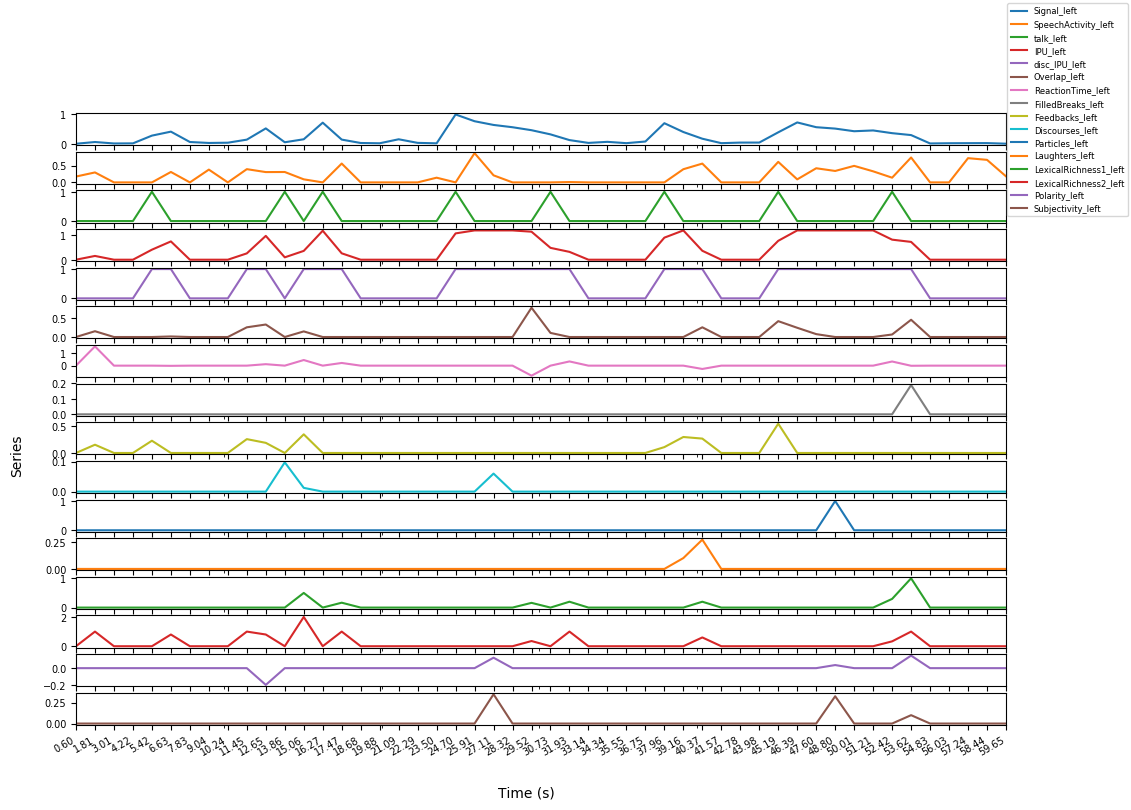 Signal_left
SpeechActivity_left
talk_left
IPU_left
disc_IPU_left
Overlap_left
ReactionTime_left
FilledBreaks_left
Feedbacks_left
Discourses_left
Particles_left
Laughters_left
LexicalRichness1_left
LexicalRichness2_left
Polarity_left
Subjectivity_left
1
0
0.5
0.0
1
0
1
0
1
0
0.5
0.0
1
0
0.2
0.1
0.0
0.5
0.0
0.1
0.0
1
0
0.25
0.00
1
0
2
0
0.0
−0.2
0.25
0.00
Series
0.60 1.81 3.01 4.22 5.42 6.63 7.83 9.04 10.24 11.45 12.65 13.86 15.06 16.27 17.47 18.68 19.88 21.09 22.29 23.50 24.70 25.91 27.11 28.32 29.52 30.73 31.93 33.14 34.34 35.55 36.75 37.96 39.16 40.37 41.57 42.78 43.98 45.19 46.39 47.60 48.80 50.01 51.21 52.42 53.62 54.83 56.03 57.24 58.44 59.65
Time (s)